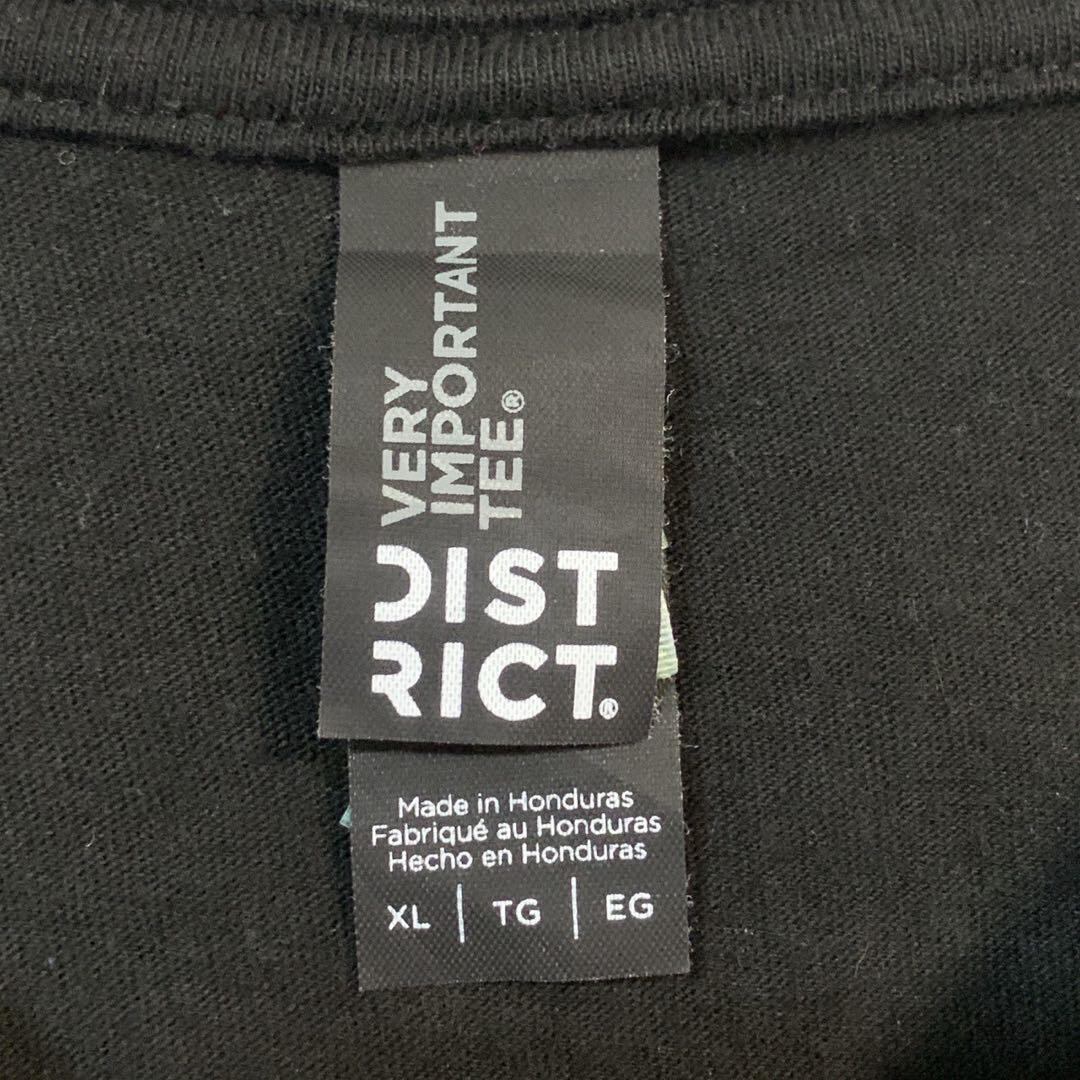 VERY
IMPORTANT
TEE®
DIST
RICT®
Made in Honduras
Fabriqué au Honduras
Hecho en Honduras
XL | TG | EG